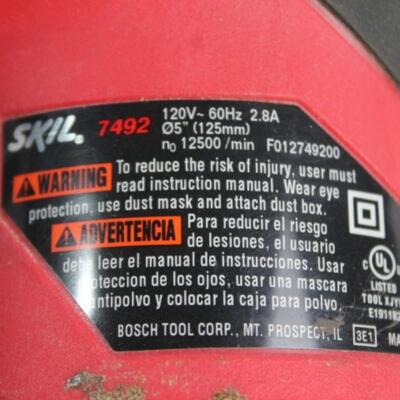 SKIL® 7492
120V~ 60Hz 2.8A
Ø5" (125mm)
n₀ 12500 /min F012749200
WARNING To reduce the risk of injury, user must
read instruction manual. Wear eye
protection, use dust mask and attach dust box.
ADVERTENCIA Para reducir el riesgo
de lesiones, el usuario
debe leer el manual de instrucciones. Usar
proteccion de los ojos, usar una mascara
antipolvo y colocar la caja para polvo.
BOSCH TOOL CORP., MT. PROSPECT, IL 3E1
C UL
LISTED
TOOL